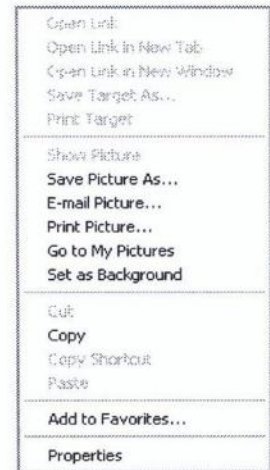 Open Link
Open Link in New Tab
Open Link in New Window
Save Target As...
Print Target
Show Picture
Save Picture As...
E-mail Picture...
Print Picture...
Go to My Pictures
Set as Background
Cut
Copy
Copy Shortcut
Paste
Add to Favorites...
Properties